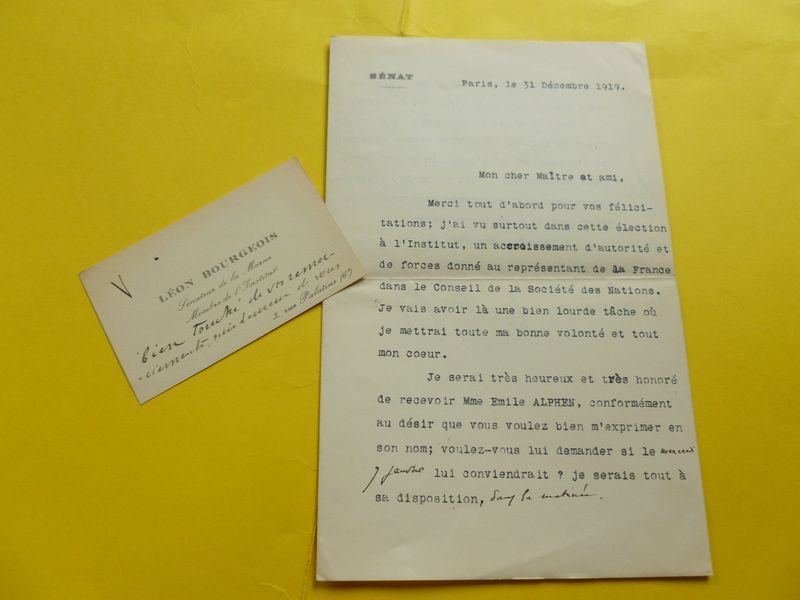 SÉNAT
Paris, le 31 Décembre 1919.
Mon cher Maître et ami,
Merci tout d'abord pour vos félici-
tations; j'ai vu surtout dans cette élection
à l'Institut, un accroissement d'autorité et
de forces donné au représentant de la France
dans le Conseil de la Société des Nations.
Je vais avoir là une bien lourde tâche où
je mettrai toute ma bonne volonté et tout
mon coeur.
Je serai très heureux et très honoré
de recevoir Mme Emile ALPHEN, conformément
au désir que vous voulez bien m'exprimer en
son nom; voulez-vous lui demander si le mercredi
7 janvier lui conviendrait ? je serais tout à
sa disposition, dans la matinée.
LÉON BOURGEOIS
Sénateur de la Marne
Membre de l'Institut
3, rue Palatine (6e)
bien touché de vos remer-
-ciements, de vous